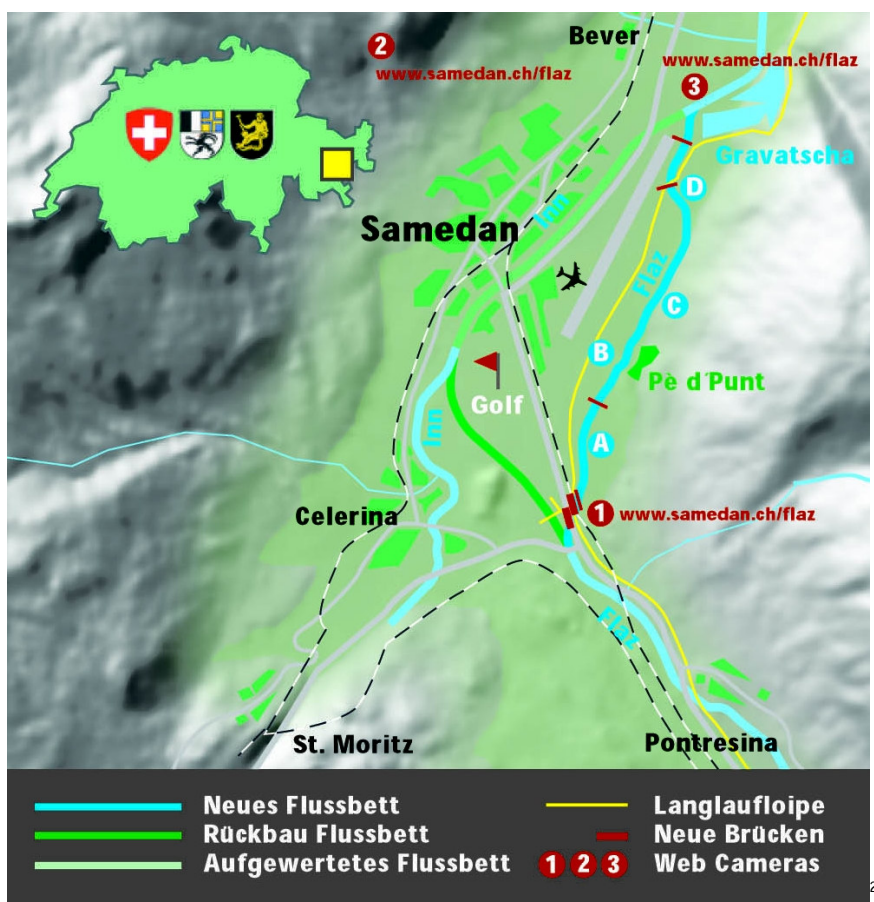 2
www.samedan.ch/flaz
Bever
www.samedan.ch/flaz
3
Gravatscha
D
Inn
Samedan
Flaz
C
B
Pè d´Punt
Golf
Inn
A
Celerina
1 www.samedan.ch/flaz
Flaz
St. Moritz
Pontresina
Neues Flussbett
Langlaufloipe
Rückbau Flussbett
Neue Brücken
Aufgewertetes Flussbett
1 2 3 Web Cameras